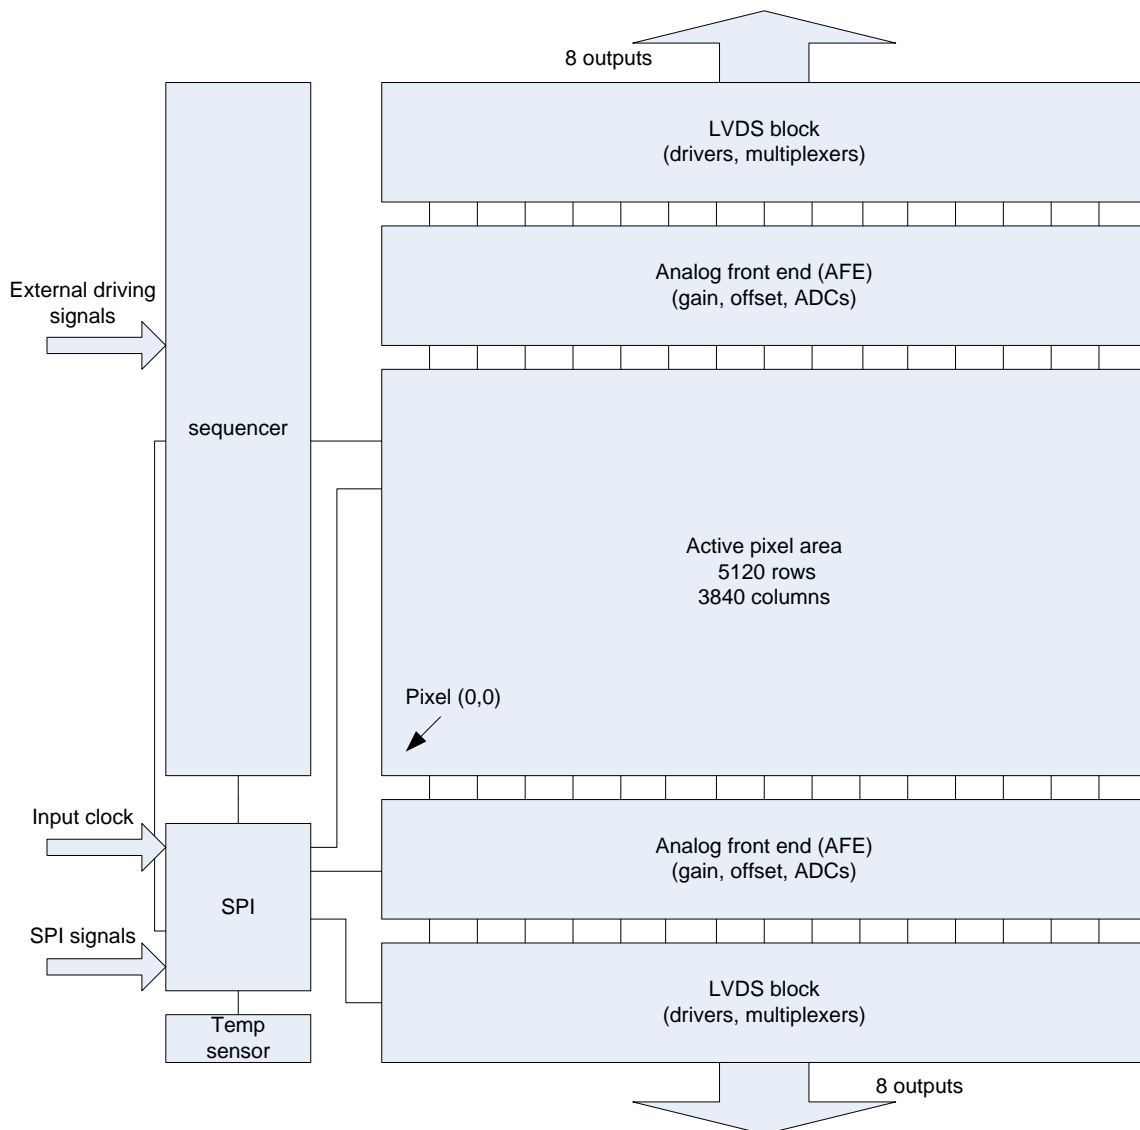 8 outputs
LVDS block
(drivers, multiplexers)
Analog front end (AFE)
(gain, offset, ADCs)
External driving
signals
sequencer
Active pixel area
5120 rows
3840 columns
Pixel (0,0)
Input clock
Analog front end (AFE)
(gain, offset, ADCs)
SPI
SPI signals
LVDS block
(drivers, multiplexers)
Temp
sensor
8 outputs